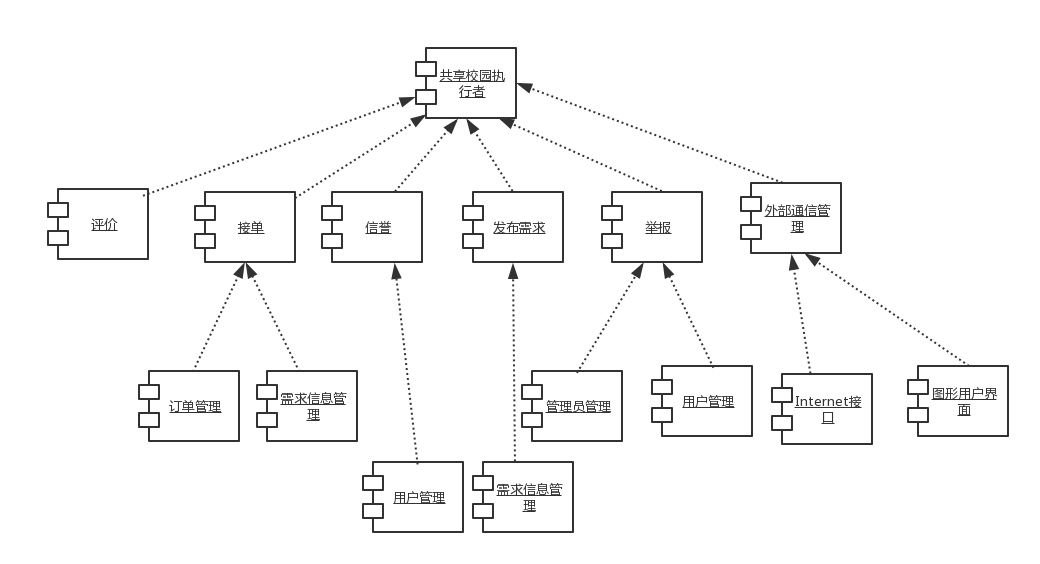 共享校园执
行者
评价
接单
信誉
发布需求
举报
外部通信管
理
订单管理
需求信息管
理
管理员管理
用户管理
Internet接
口
图形用户界
面
用户管理
需求信息管
理